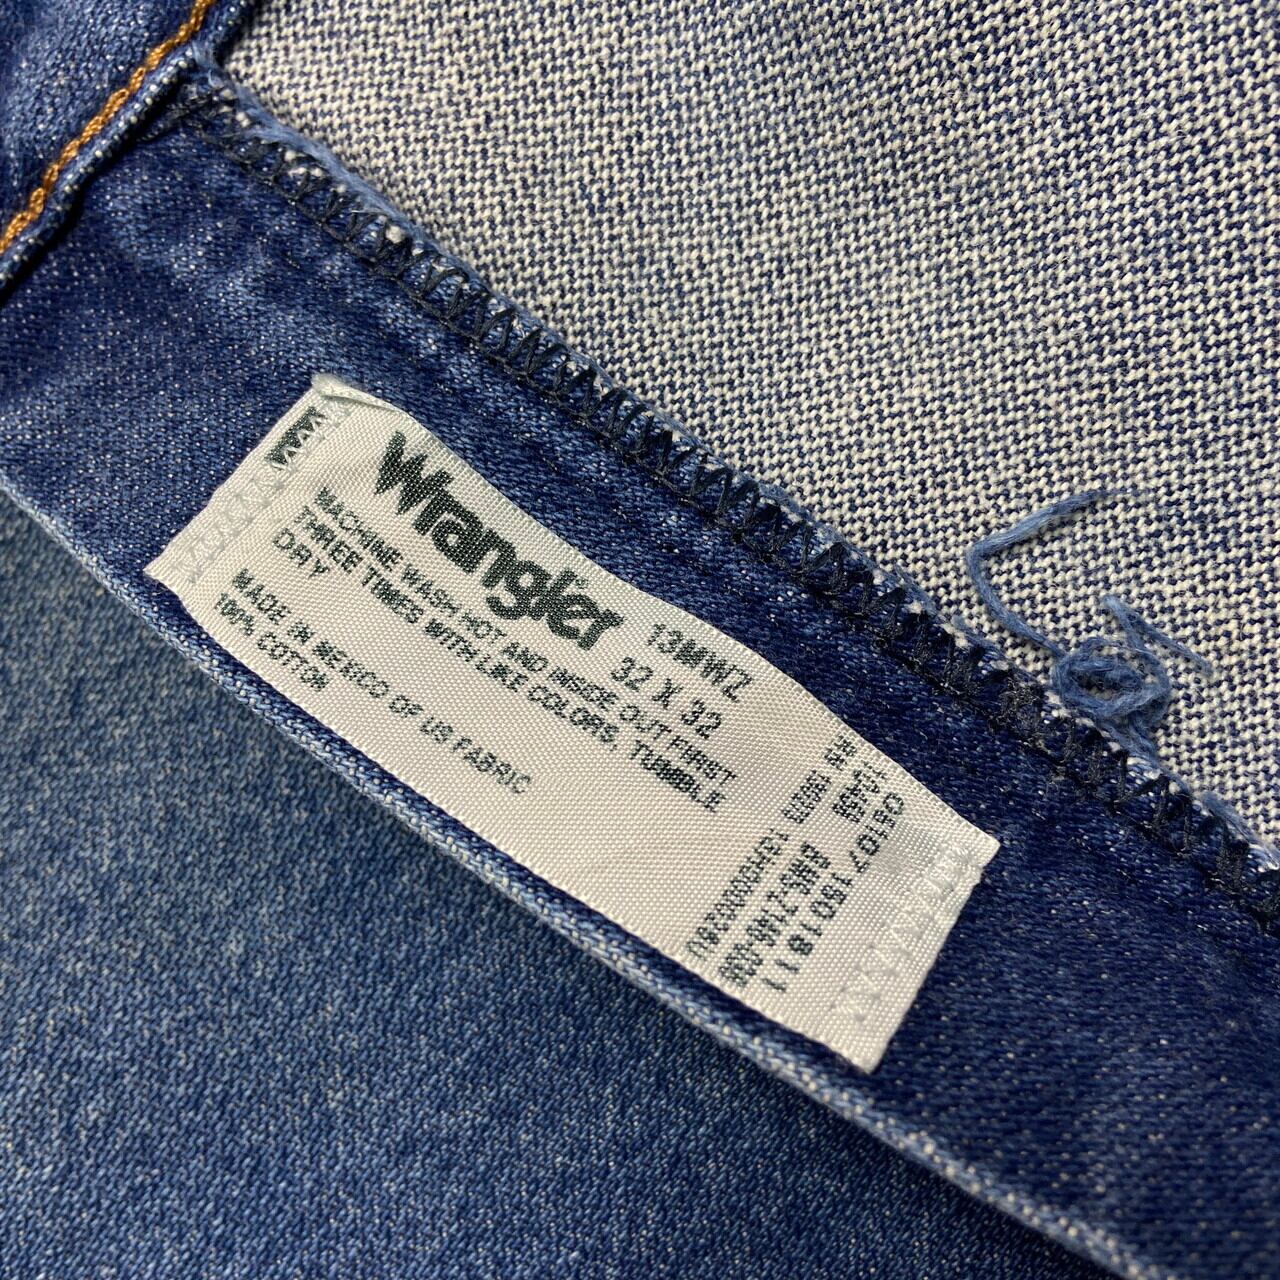 Wrangler
13MWZ
32 X 32
MACHINE WASH HOT AND INSIDE OUT FIRST
THREE TIMES WITH LIKE COLORS, TUMBLE
DRY
MADE IN MEXICO OF US FABRIC
100% COTTON
RN